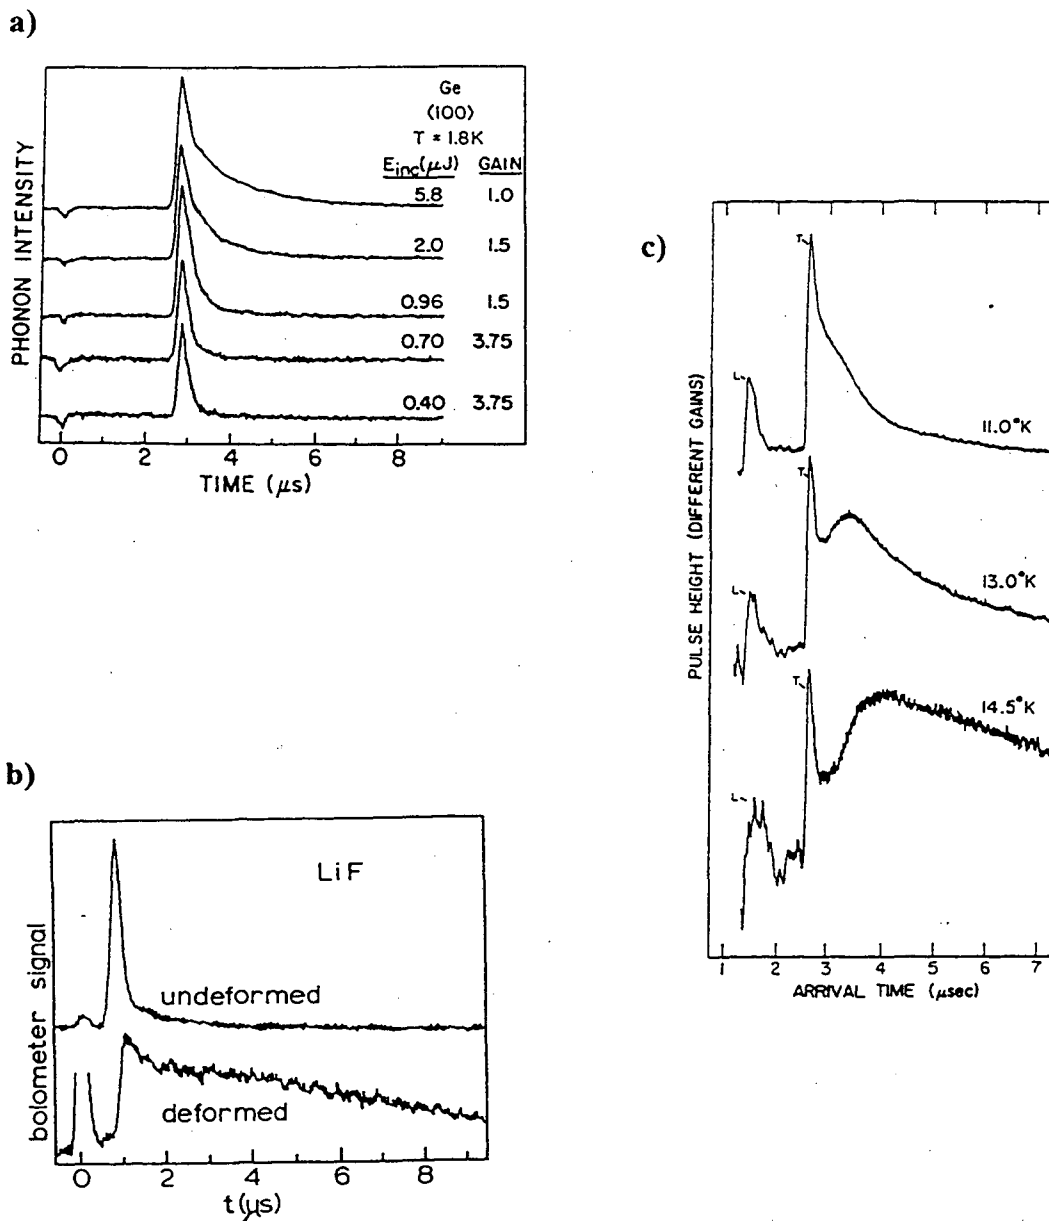 a)
PHONON INTENSITY
Ge
⟨100⟩
T = 1.8K
Einc(μJ) GAIN
5.8 1.0
2.0 1.5
0.96 1.5
0.70 3.75
0.40 3.75
0 2 4 6 8
TIME (μs)
b)
bolometer signal
LiF
undeformed
deformed
0 2 4 6 8
t(μs)
c)
PULSE HEIGHT (DIFFERENT GAINS)
T
L
11.0°K
T
L
13.0°K
T
L
14.5°K
1 2 3 4 5 6 7
ARRIVAL TIME (μsec)